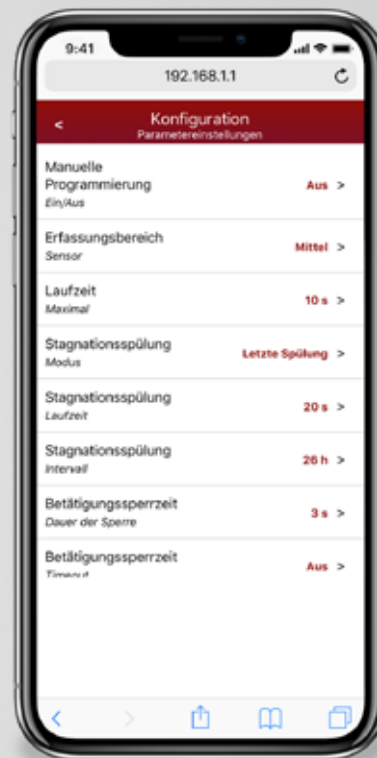 9:41
192.168.1.1
<
Konfiguration
Parametereinstellungen
Manuelle
Programmierung
Ein/Aus
Aus >
Erfassungsbereich
Sensor
Mittel >
Laufzeit
Maximal
10 s >
Stagnationsspülung
Modus
Letzte Spülung >
Stagnationsspülung
Laufzeit
20 s >
Stagnationsspülung
Intervall
26 h >
Betätigungssperrzeit
Dauer der Sperre
3 s >
Betätigungssperrzeit
Timeout
Aus >